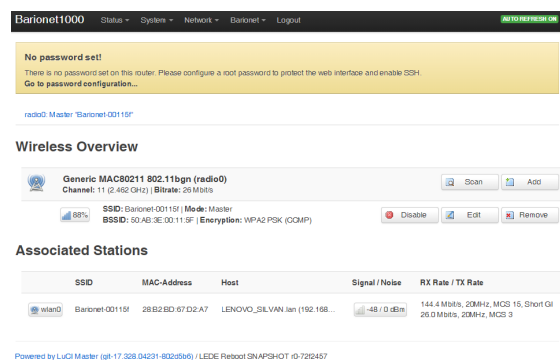 Barionet1000 Status System Network Barionet Logout AUTO REFRESH ON
No password set!
There is no password set on this router. Please configure a root password to protect the web interface and enable SSH.
Go to password configuration...
radio0: Master "Barionet-00115f"
Wireless Overview
Generic MAC80211 802.11bgn (radio0)
Channel: 11 (2.462 GHz) | Bitrate: 26 Mbit/s
Scan Add
88% SSID: Barionet-00115f | Mode: Master
BSSID: 50:AB:3E:00:11:5F | Encryption: WPA2 PSK (CCMP)
Disable Edit Remove
Associated Stations
SSID MAC-Address Host Signal / Noise RX Rate / TX Rate
wlan0 Barionet-00115f 28:B2:BD:67:D2:A7 LENOVO_SILVAN.lan (192.168... -48 / 0 dBm
144.4 Mbit/s, 20MHz, MCS 15, Short GI
26.0 Mbit/s, 20MHz, MCS 3
Powered by LuCI Master (git-17.328.04231-802d5b6) / LEDE Reboot SNAPSHOT r0-72f2457